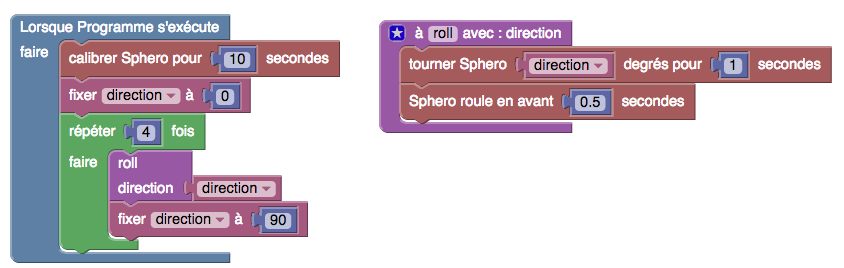 Lorsque Programme s'exécute
faire
calibrer Sphero pour 10 secondes
fixer direction à 0
répéter 4 fois
faire
roll
direction direction
fixer direction à 90
à roll avec : direction
tourner Sphero direction degrés pour 1 secondes
Sphero roule en avant 0.5 secondes